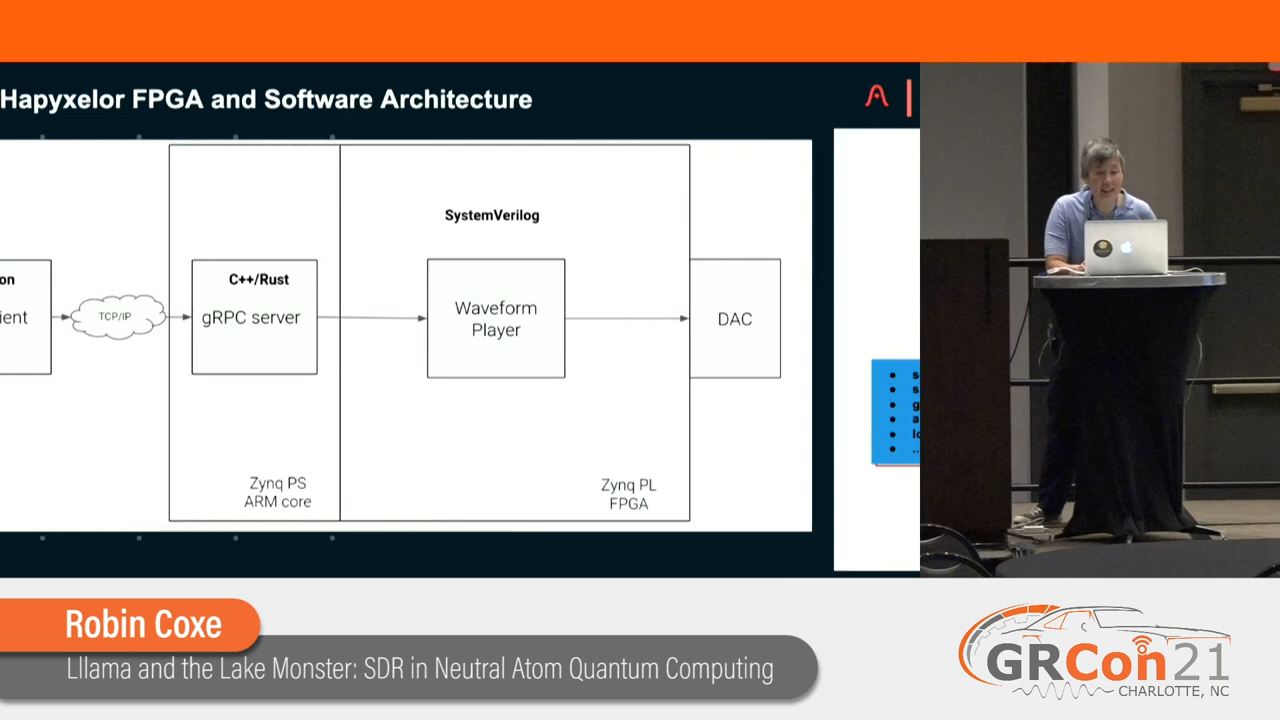 Hapyxelor FPGA and Software Architecture
SystemVerilog
on
ient
TCP/IP
C++/Rust
gRPC server
Waveform
Player
DAC
Zynq PS
ARM core
Zynq PL
FPGA
s
s
g
a
lo
...
Robin Coxe
Lllama and the Lake Monster: SDR in Neutral Atom Quantum Computing
GRCon21
CHARLOTTE, NC